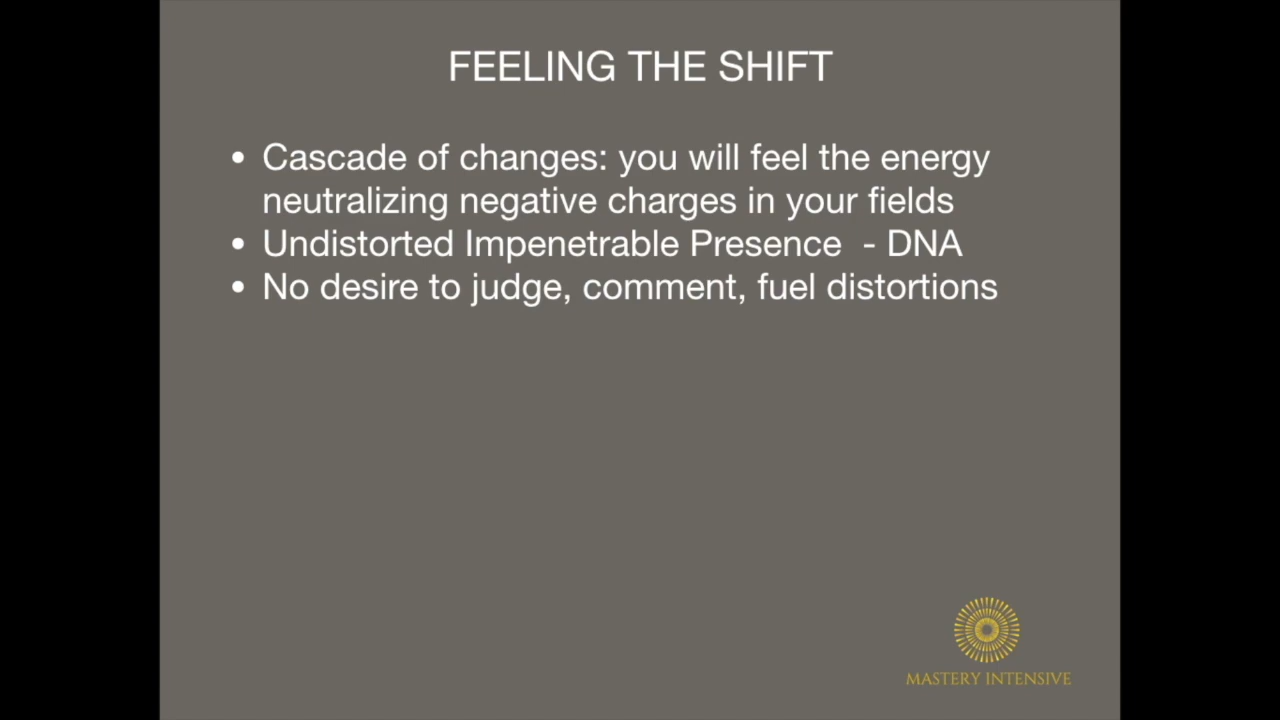 FEELING THE SHIFT
• Cascade of changes: you will feel the energy
neutralizing negative charges in your fields
• Undistorted Impenetrable Presence  - DNA
• No desire to judge, comment, fuel distortions
MASTERY INTENSIVE